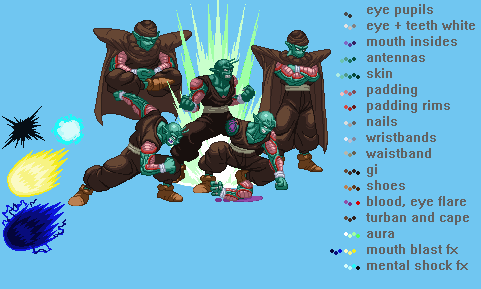 eye pupils
eye + teeth white
mouth insides
antennas
skin
padding
padding rims
nails
wristbands
waistband
gi
shoes
blood, eye flare
turban and cape
aura
mouth blast fx
mental shock fx